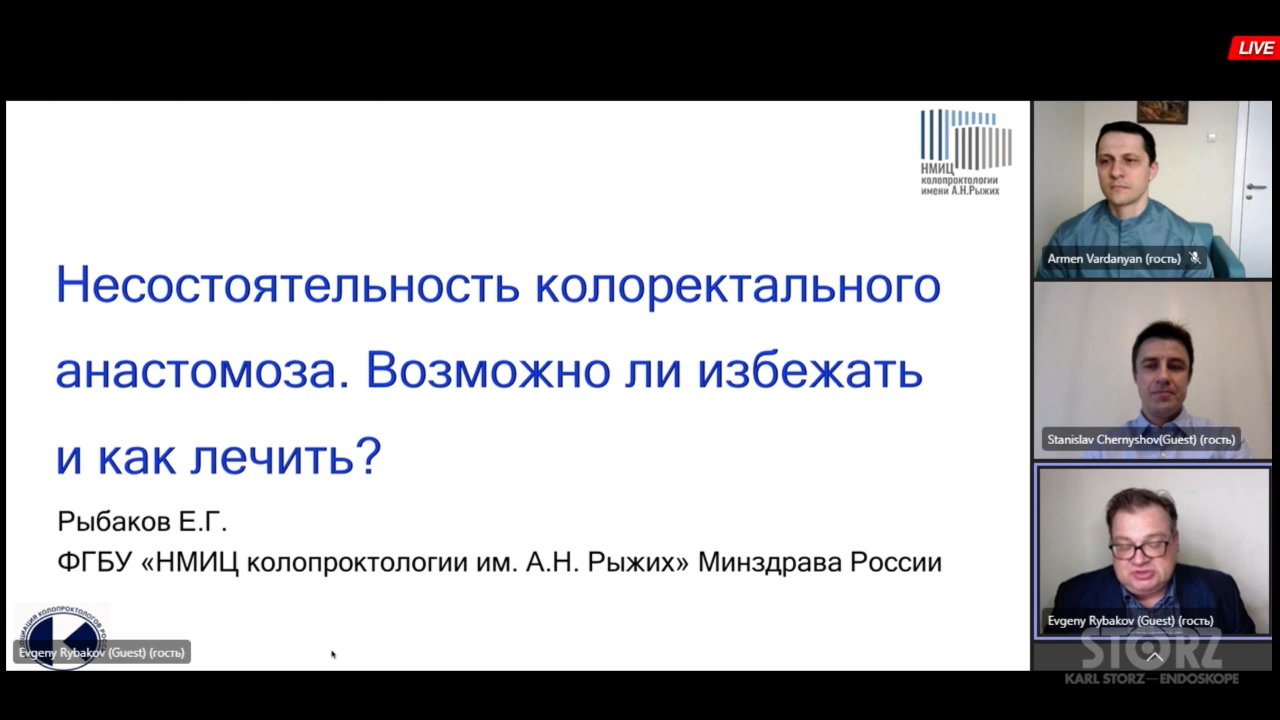 LIVE
НМИЦ
колопроктологии
имени А.Н.Рыжих
Несостоятельность колоректального
анастомоза. Возможно ли избежать
и как лечить?
Рыбаков Е.Г.
ФГБУ «НМИЦ колопроктологии им. А.Н. Рыжих» Минздрава России
Evgeny Rybakov (Guest) (гость)
Armen Vardanyan (гость)
Stanislav Chernyshov(Guest) (гость)
Evgeny Rybakov (Guest) (гость)
STORZ
KARL STORZ—ENDOSKOPE